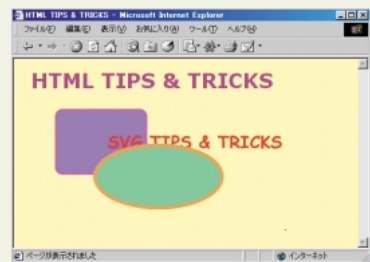 HTML TIPS & TRICKS - Microsoft Internet Explorer
ファイル(F) 編集(E) 表示(V) お気に入り(A) ツール(T) ヘルプ(H)
HTML TIPS & TRICKS
SVG TIPS & TRICKS
ページが表示されました
インターネット